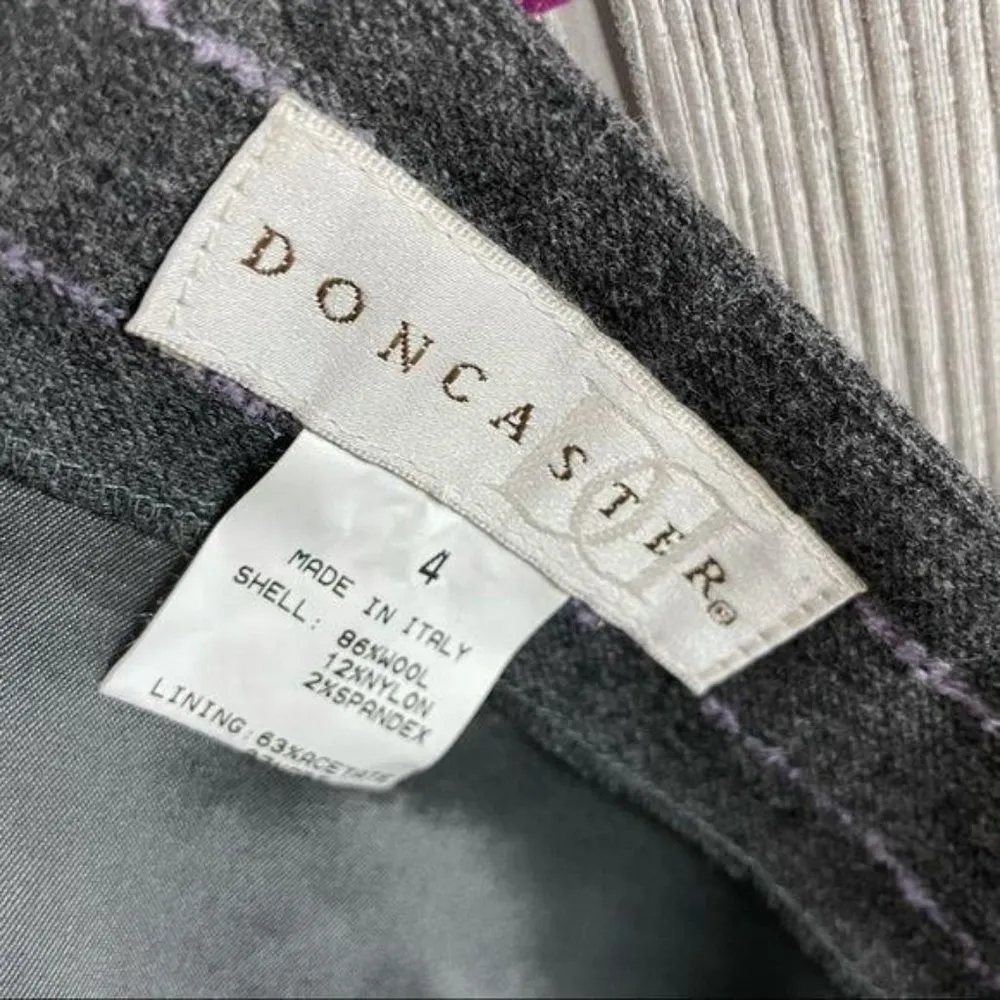 DONCASTER®
4
MADE IN ITALY
SHELL:
86%WOOL
12%NYLON
2%SPANDEX
LINING:63%ACETATE